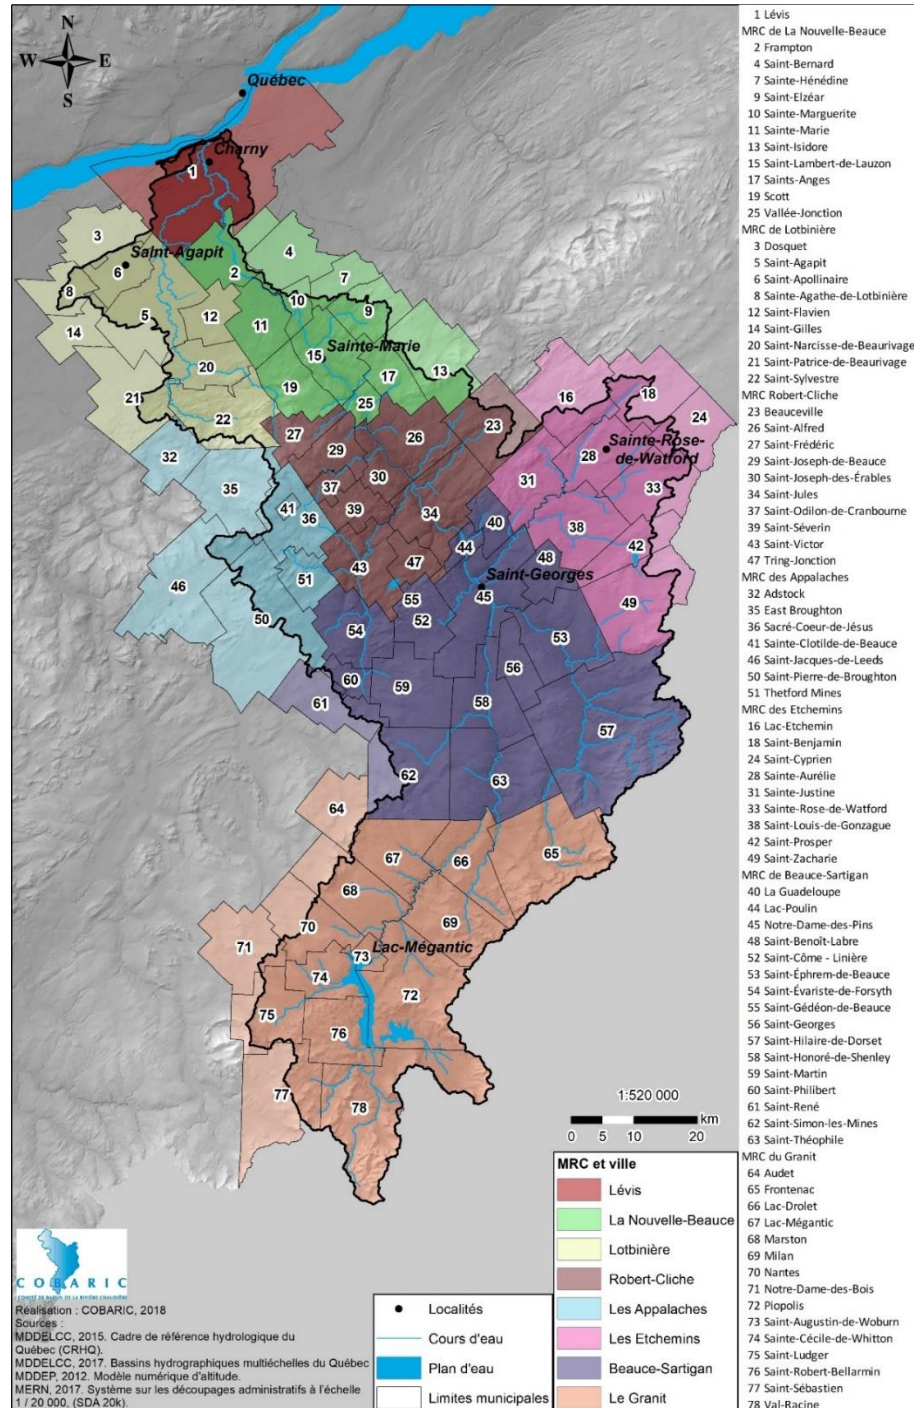 N
W E
S
Québec
Charny
1
3
Saint-Agapit
6
4
2
7
8
10
9
5
12
11
14
15
Sainte-Marie
13
20
17
16
18
19
24
21
25
22
23
27
26
Sainte-Rose-
de-Watford
29
28
32
31
30
35
37
33
41
39
34
36
38
40
44
42
43
47
48
51
46
Saint-Georges
55
45
49
50
52
54
53
56
60
59
61
58
57
62
63
64
67
66
65
68
69
70
71
73
Lac-Mégantic
74
72
75
76
77
78
1:520 000
km
0 5 10 20
MRC et ville
Lévis
La Nouvelle-Beauce
Lotbinière
Robert-Cliche
Les Appalaches
Les Etchemins
Beauce-Sartigan
Le Granit
Localités
Cours d'eau
Plan d'eau
Limites municipales
COBARIC
COMITÉ DE BASSIN DE LA RIVIÈRE CHAUDIÈRE
Réalisation : COBARIC, 2018
Sources :
MDDELCC, 2015. Cadre de référence hydrologique du
Québec (CRHQ).
MDDELCC, 2017. Bassins hydrographiques multiéchelles du Québec
MDDEP, 2012. Modèle numérique d'altitude.
MERN, 2017. Système sur les découpages administratifs à l'échelle
1 / 20 000, (SDA 20k).
1 Lévis
MRC de La Nouvelle-Beauce
2 Frampton
4 Saint-Bernard
7 Sainte-Hénédine
9 Saint-Elzéar
10 Sainte-Marguerite
11 Sainte-Marie
13 Saint-Isidore
15 Saint-Lambert-de-Lauzon
17 Saints-Anges
19 Scott
25 Vallée-Jonction
MRC de Lotbinière
3 Dosquet
5 Saint-Agapit
6 Saint-Apollinaire
8 Sainte-Agathe-de-Lotbinière
12 Saint-Flavien
14 Saint-Gilles
20 Saint-Narcisse-de-Beaurivage
21 Saint-Patrice-de-Beaurivage
22 Saint-Sylvestre
MRC Robert-Cliche
23 Beauceville
26 Saint-Alfred
27 Saint-Frédéric
29 Saint-Joseph-de-Beauce
30 Saint-Joseph-des-Érables
34 Saint-Jules
37 Saint-Odilon-de-Cranbourne
39 Saint-Séverin
43 Saint-Victor
47 Tring-Jonction
MRC des Appalaches
32 Adstock
35 East Broughton
36 Sacré-Coeur-de-Jésus
41 Sainte-Clotilde-de-Beauce
46 Saint-Jacques-de-Leeds
50 Saint-Pierre-de-Broughton
51 Thetford Mines
MRC des Etchemins
16 Lac-Etchemin
18 Saint-Benjamin
24 Saint-Cyprien
28 Sainte-Aurélie
31 Sainte-Justine
33 Sainte-Rose-de-Watford
38 Saint-Louis-de-Gonzague
42 Saint-Prosper
49 Saint-Zacharie
MRC de Beauce-Sartigan
40 La Guadeloupe
44 Lac-Poulin
45 Notre-Dame-des-Pins
48 Saint-Benoît-Labre
52 Saint-Côme - Linière
53 Saint-Éphrem-de-Beauce
54 Saint-Évariste-de-Forsyth
55 Saint-Gédéon-de-Beauce
56 Saint-Georges
57 Saint-Hilaire-de-Dorset
58 Saint-Honoré-de-Shenley
59 Saint-Martin
60 Saint-Philibert
61 Saint-René
62 Saint-Simon-les-Mines
63 Saint-Théophile
MRC du Granit
64 Audet
65 Frontenac
66 Lac-Drolet
67 Lac-Mégantic
68 Marston
69 Milan
70 Nantes
71 Notre-Dame-des-Bois
72 Piopolis
73 Saint-Augustin-de-Woburn
74 Sainte-Cécile-de-Whitton
75 Saint-Ludger
76 Saint-Robert-Bellarmin
77 Saint-Sébastien
78 Val-Racine